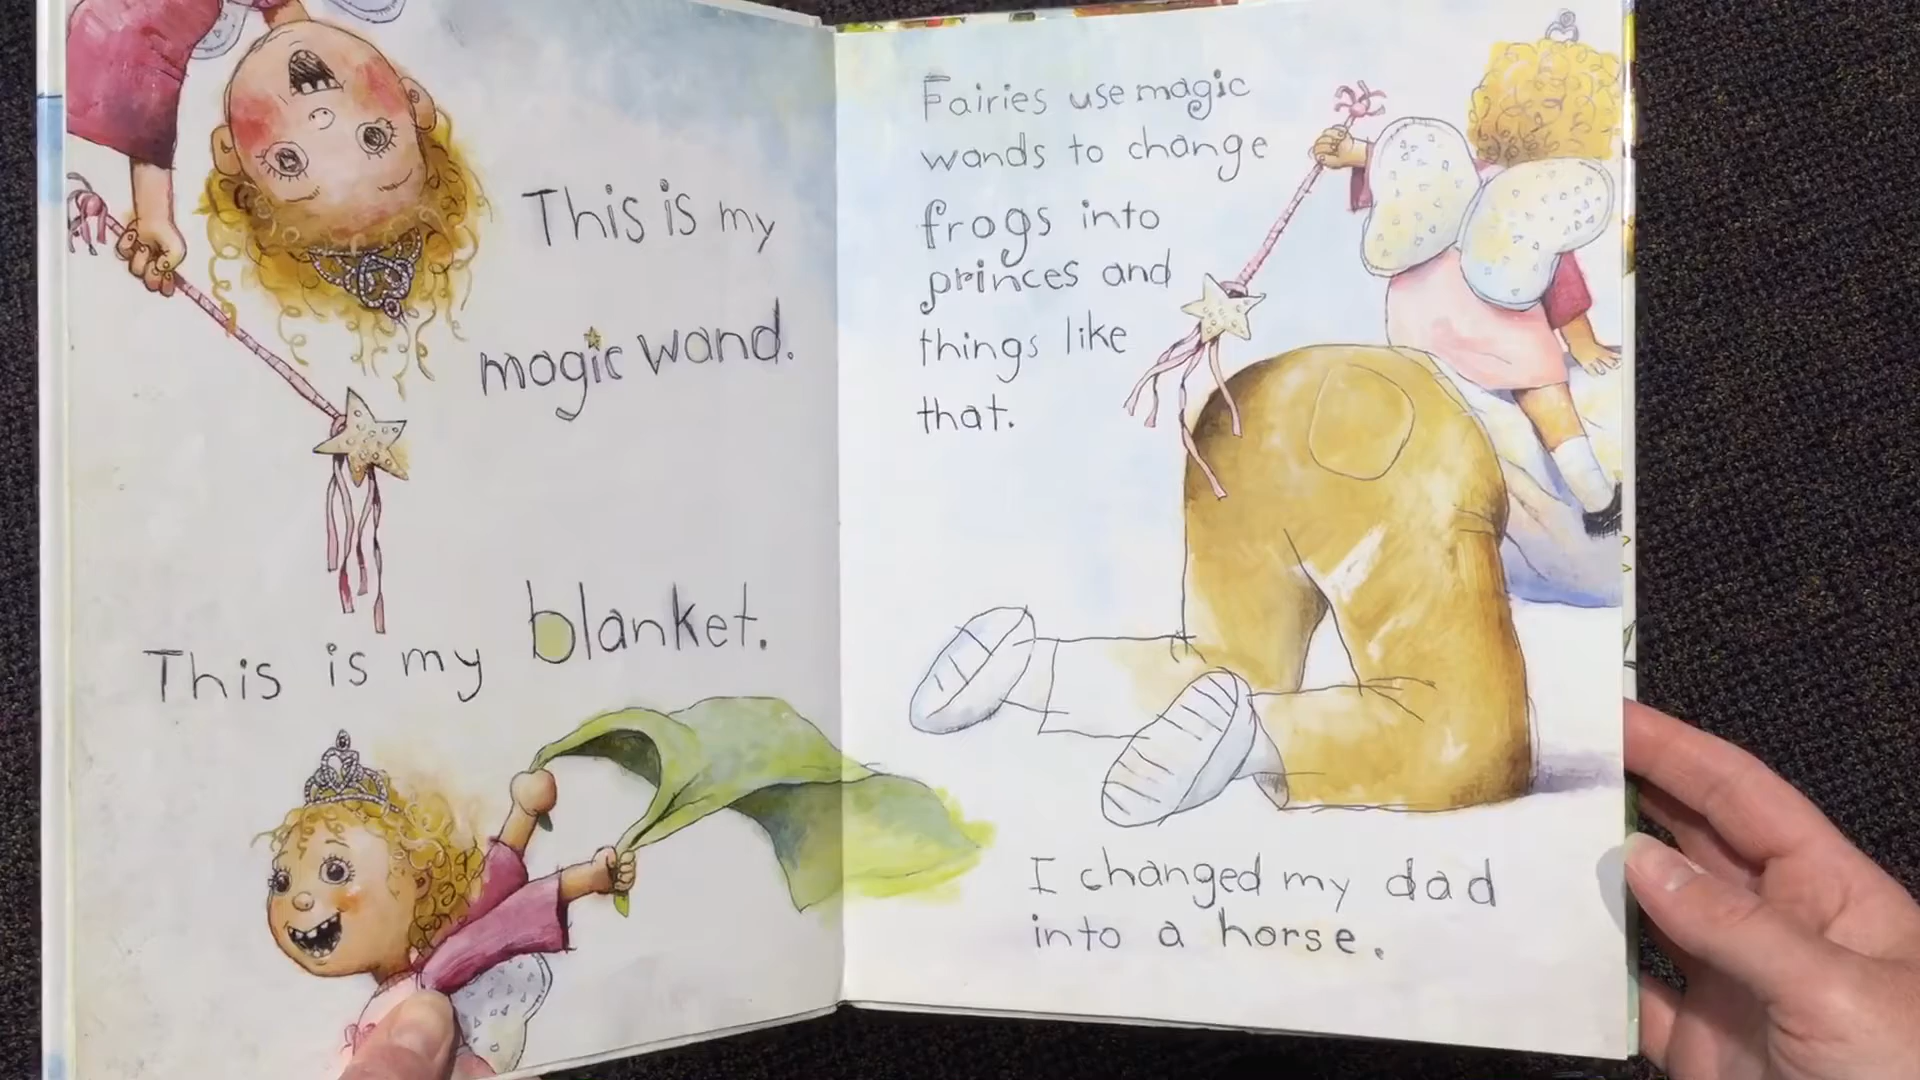 This is my
magic wand.
This is my blanket.
Fairies use magic
wands to change
frogs into
princes and
things like
that.
I changed my dad
into a horse.